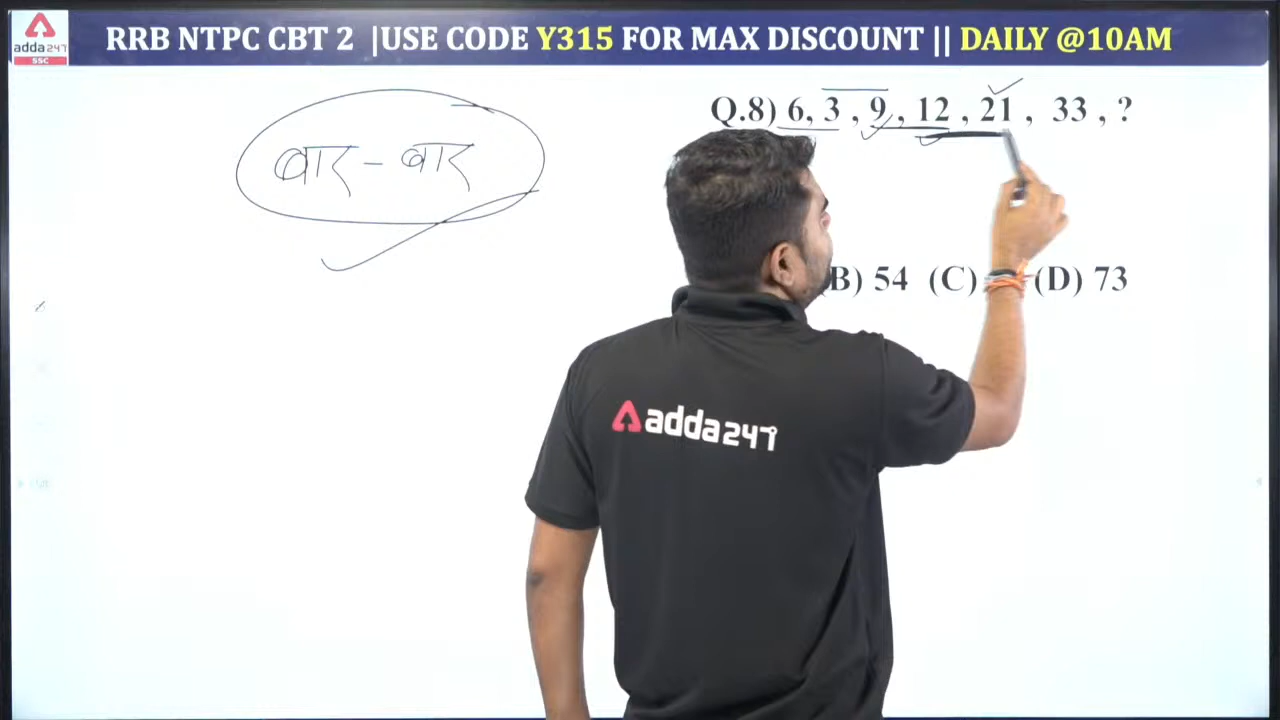 adda247
SSC
RRB NTPC CBT 2 |USE CODE Y315 FOR MAX DISCOUNT || DAILY @10AM
बार - बार
Q.8) 6, 3 , 9 , 12 , 21 , 33 , ?
B) 54 (C) (D) 73
adda247